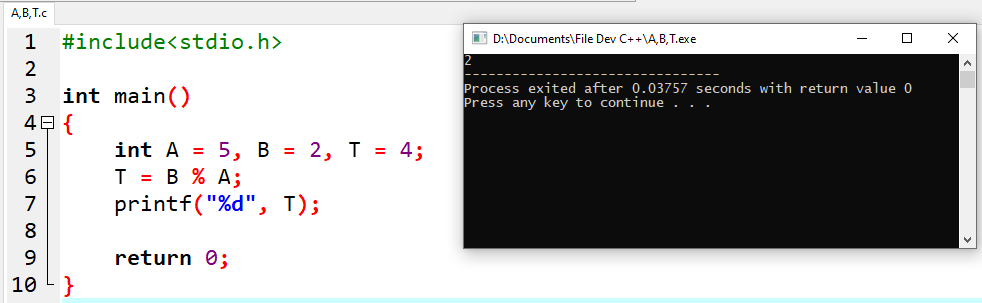 A,B,T.c
1 #include<stdio.h>
2
3 int main()
4 {
5 int A = 5, B = 2, T = 4;
6 T = B % A;
7 printf("%d", T);
8
9 return 0;
10 }
D:\Documents\File Dev C++\A,B,T.exe
2
--------------------------------
Process exited after 0.03757 seconds with return value 0
Press any key to continue . . .